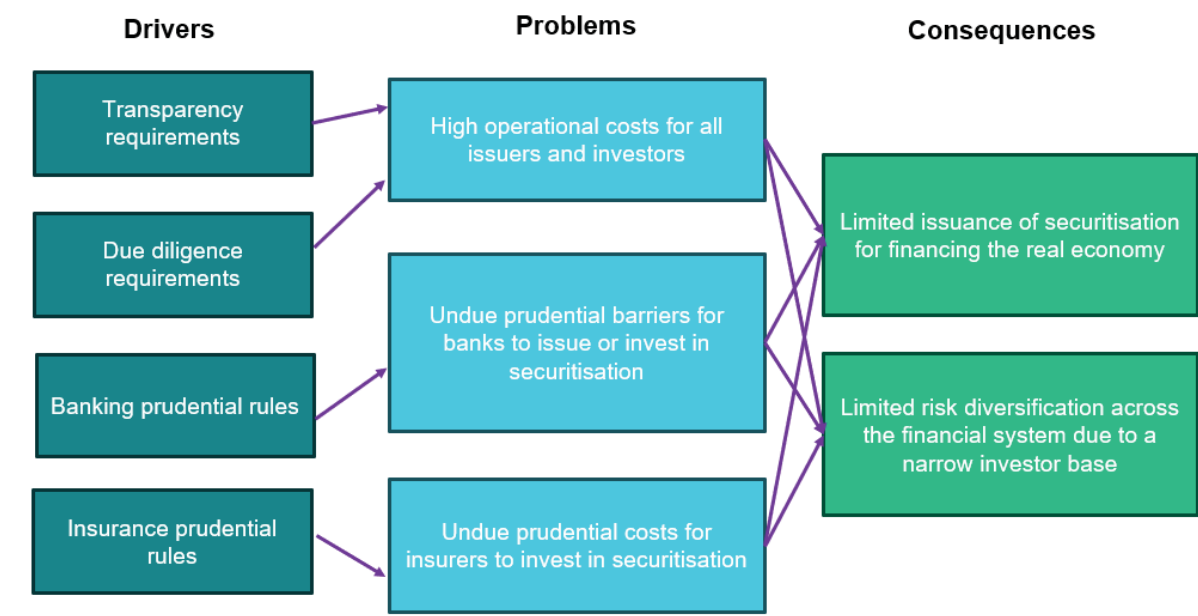 Drivers
Problems
Consequences
Transparency
requirements
Due diligence
requirements
Banking prudential rules
Insurance prudential
rules
High operational costs for all
issuers and investors
Undue prudential barriers for
banks to issue or invest in
securitisation
Undue prudential costs for
insurers to invest in securitisation
Limited issuance of securitisation
for financing the real economy
Limited risk diversification across
the financial system due to a
narrow investor base